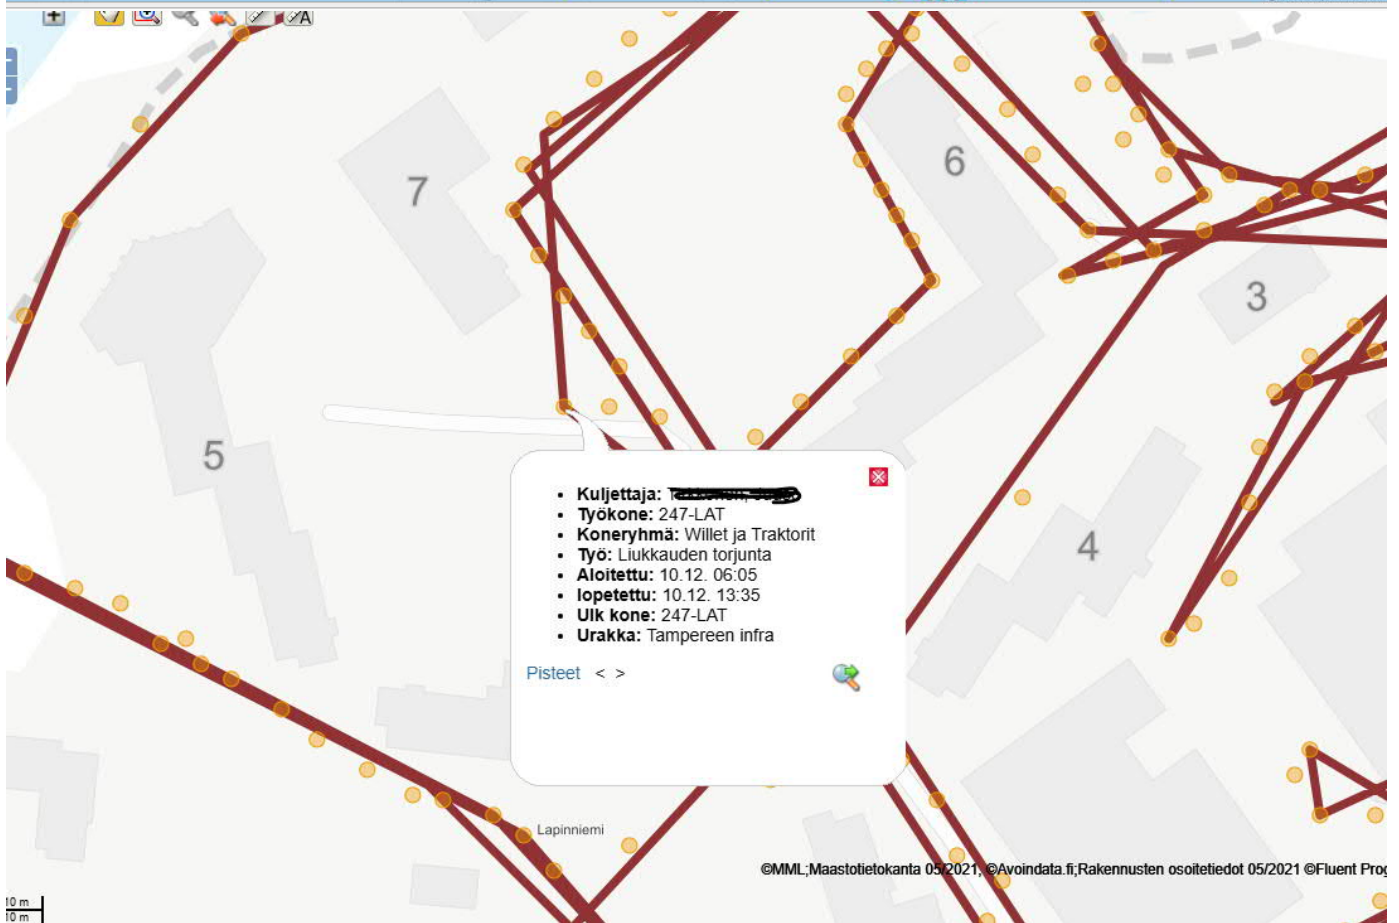 A
7
6
3
5
4
Kuljettaja:
Työkone: 247-LAT
Koneryhmä: Willet ja Traktorit
Työ: Liukkauden torjunta
Aloitettu: 10.12. 06:05
lopetettu: 10.12. 13:35
Ulk kone: 247-LAT
Urakka: Tampereen infra
Pisteet < >
Lapinniemi
©MML;Maastotietokanta 05/2021, ©Avoindata.fi;Rakennusten osoitetiedot 05/2021 ©Fluent Prog
10 m
10 m